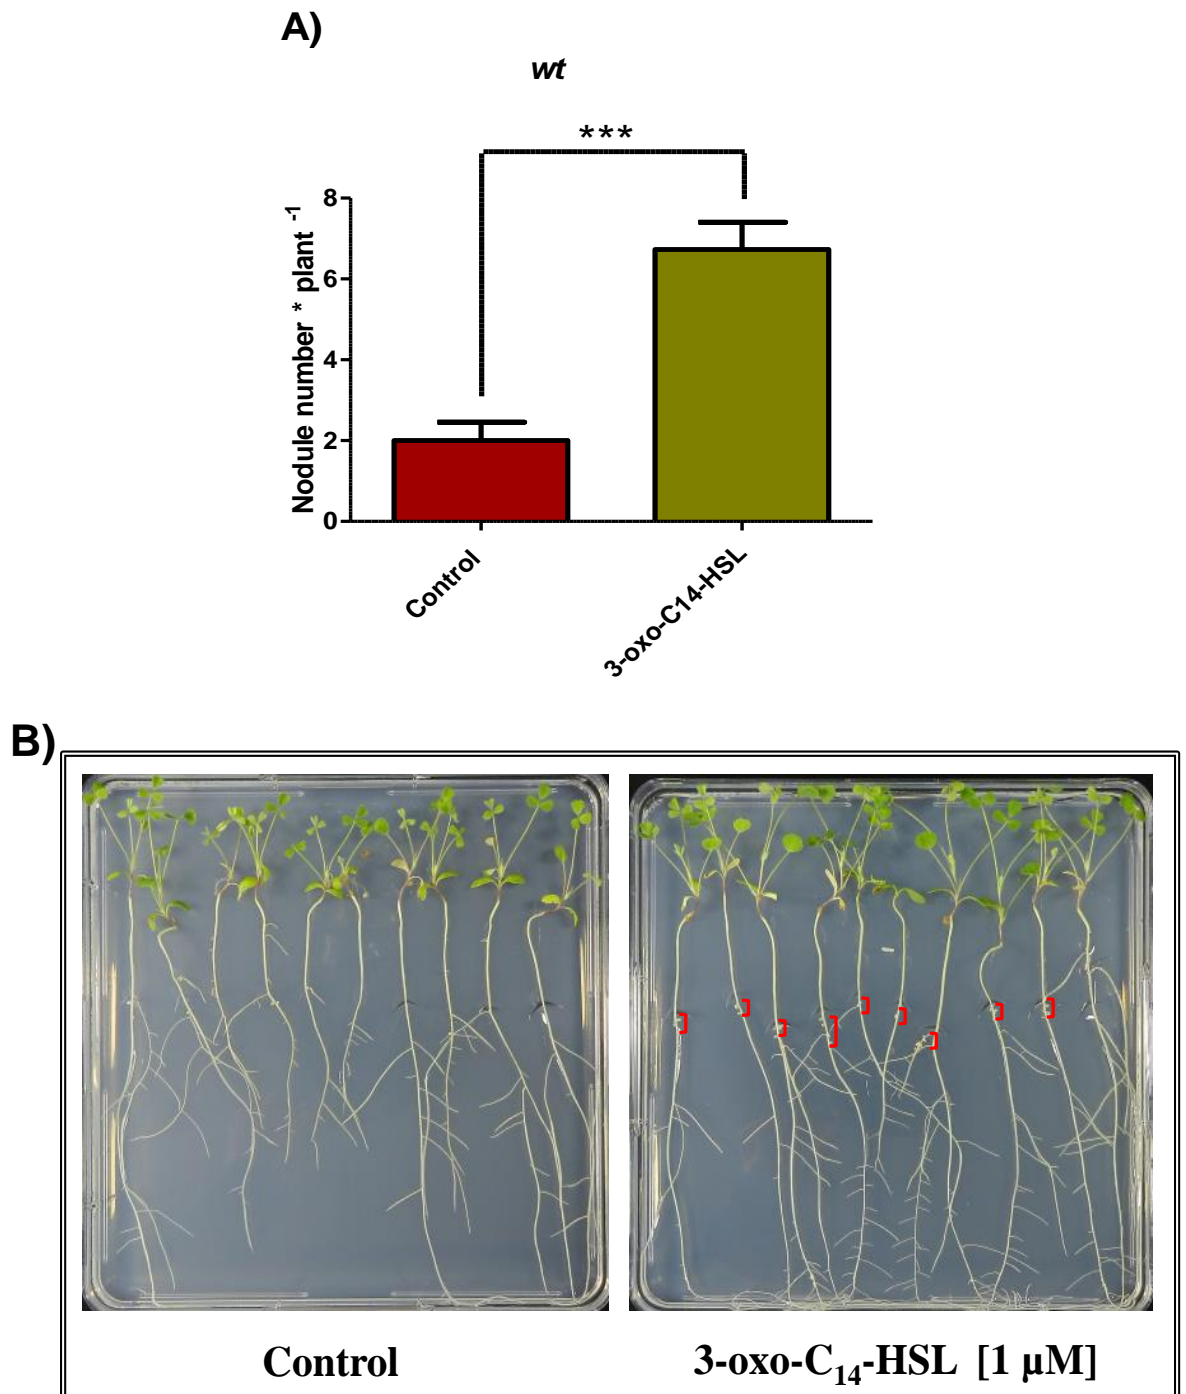 A)
wt
***
8
6
4
2
0
Nodule number * plant -1
Control
3-oxo-C14-HSL
B)
Control
3-oxo-C14-HSL [1 µM]